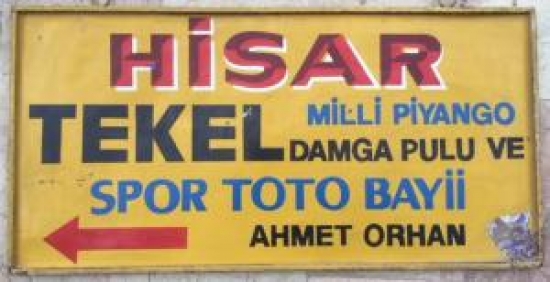 HİSAR
TEKEL MİLLİ PİYANGO
DAMGA PULU VE
SPOR TOTO BAYİİ
AHMET ORHAN